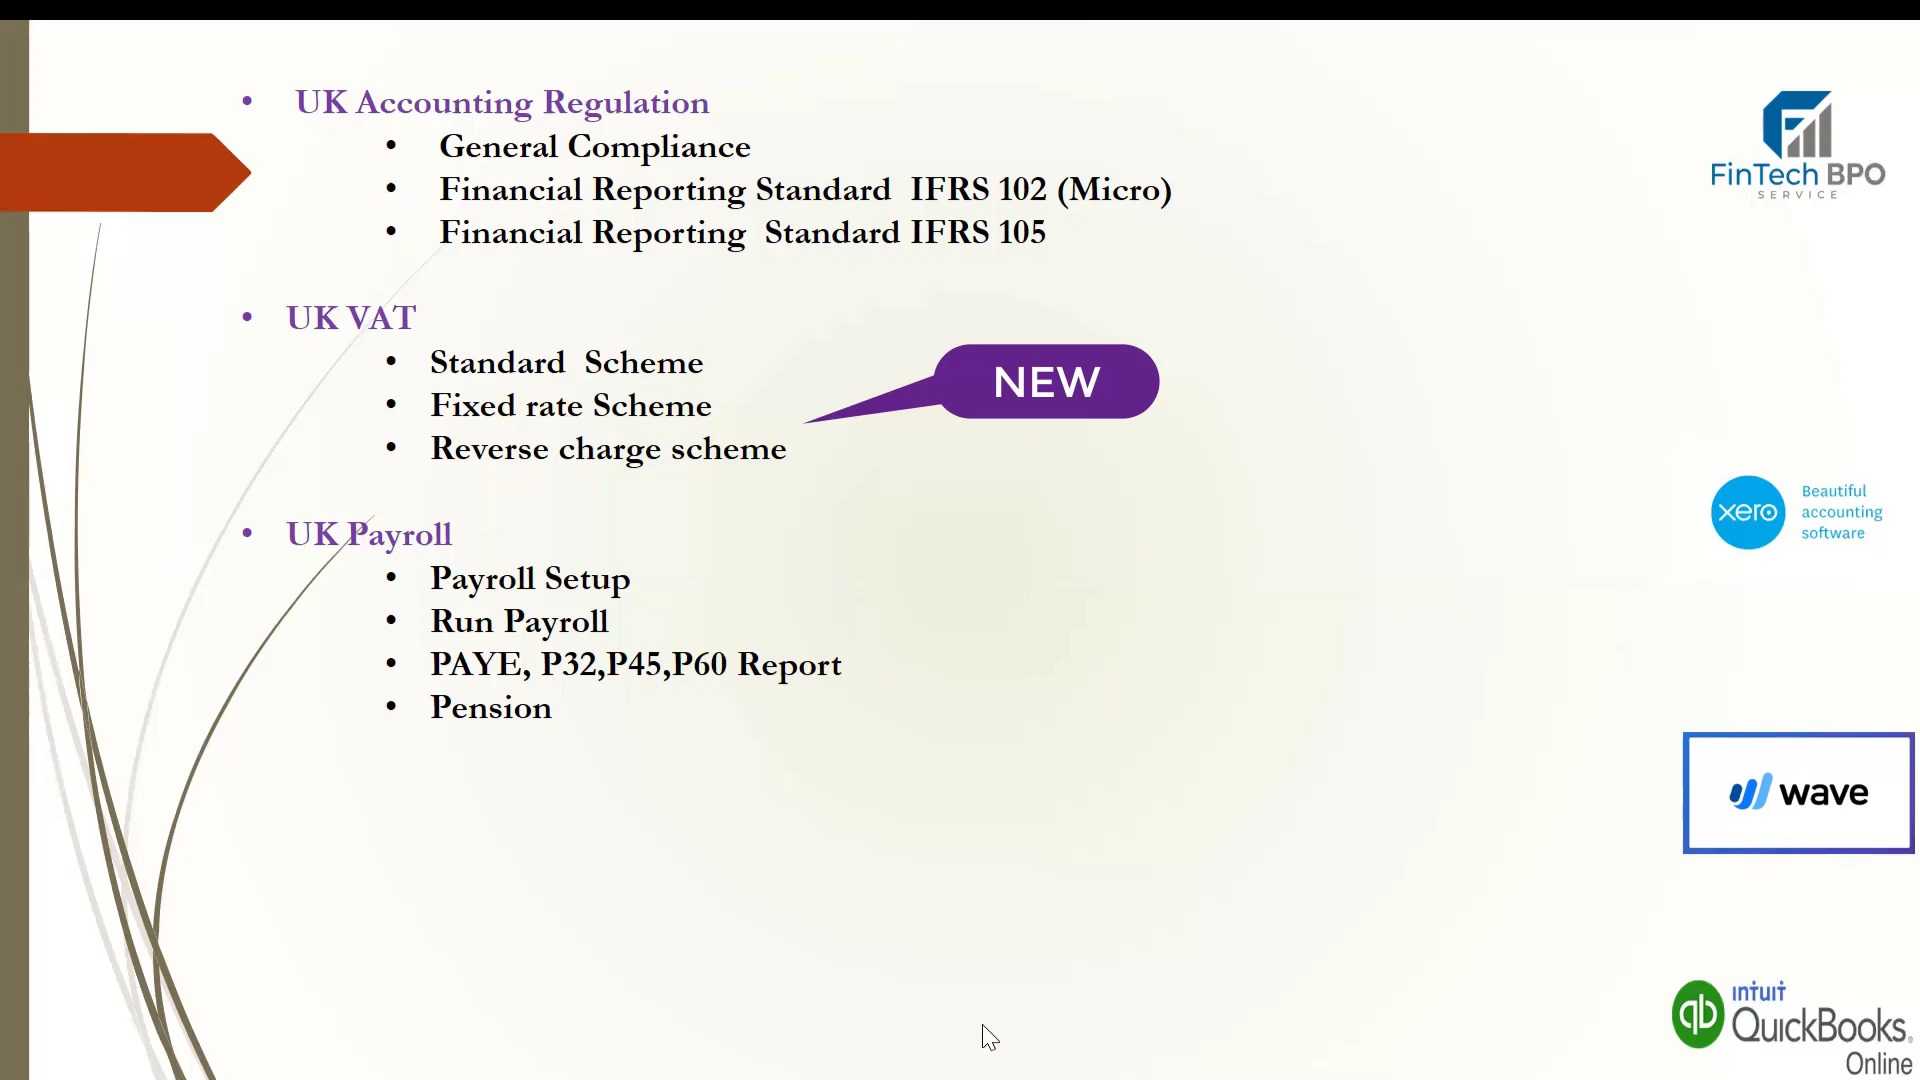 UK Accounting Regulation
General Compliance
Financial Reporting Standard IFRS 102 (Micro)
Financial Reporting Standard IFRS 105
UK VAT
Standard Scheme
Fixed rate Scheme
Reverse charge scheme
NEW
UK Payroll
Payroll Setup
Run Payroll
PAYE, P32,P45,P60 Report
Pension
FinTech BPO
SERVICE
xero
Beautiful
accounting
software
wave
qb
intuit
QuickBooks®
Online